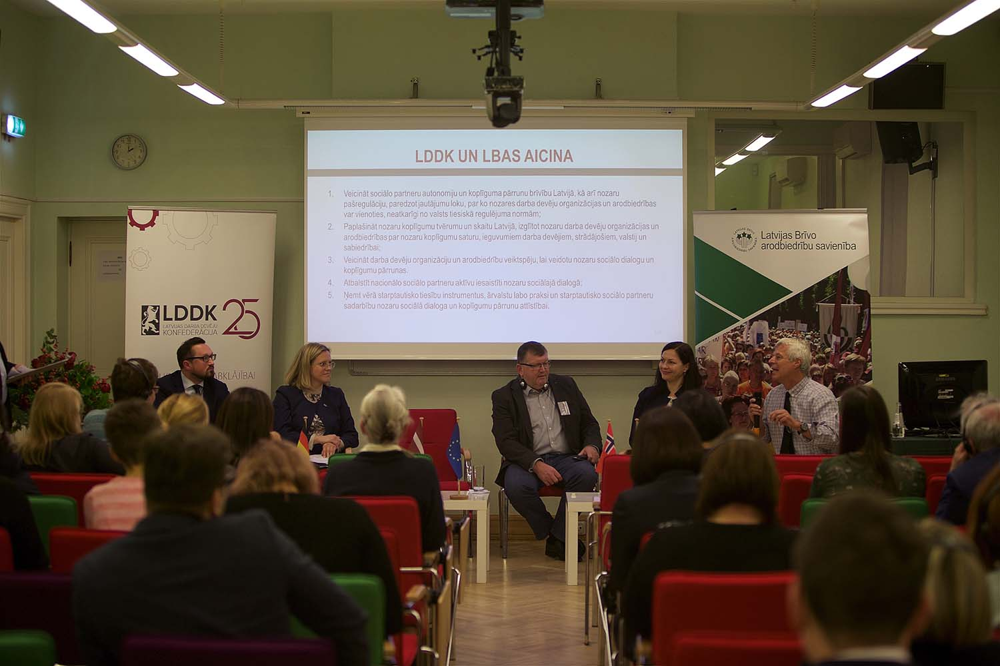 LDDK UN LBAS AICINA
1. Veicināt sociālo partneru autonomiju un koplīguma pārrunu brīvību Latvijā, kā arī nozaru
pašregulāciju, paredzot jautājumu loku, par ko nozares darba devēju organizācijas un arodbiedrības
var vienoties, neatkarīgi no valsts tiesiskā regulējuma normām;
2. Paplašināt nozaru koplīgumu tvērumu un skaitu Latvijā, izglītot nozaru darba devēju organizācijas un
arodbiedrības par nozaru koplīgumu saturu, ieguvumiem darba devējiem, strādājošiem, valstij un
sabiedrībai;
3. Veicināt darba devēju organizāciju un arodbiedrību veiktspēju, lai veidotu nozaru sociālo dialogu un
koplīgumu pārrunas.
4. Atbalstīt nacionālo sociālo partneru aktīvu iesaistīti nozaru sociālajā dialogā;
5. Ņemt vērā starptautisko tiesību instrumentus, ārvalstu labo praksi un starptautisko sociālo partneru
sadarbību nozaru sociālā dialoga un koplīgumu pārrunu attīstībai.
LDDK 25
LATVIJAS DARBA DEVĒJU
KONFEDERĀCIJA
LATVIJAS BRĪVO
ARODBIEDRĪBU SAVIENĪBA
Latvijas Brīvo
arodbiedrību savienība
SAMSUNG